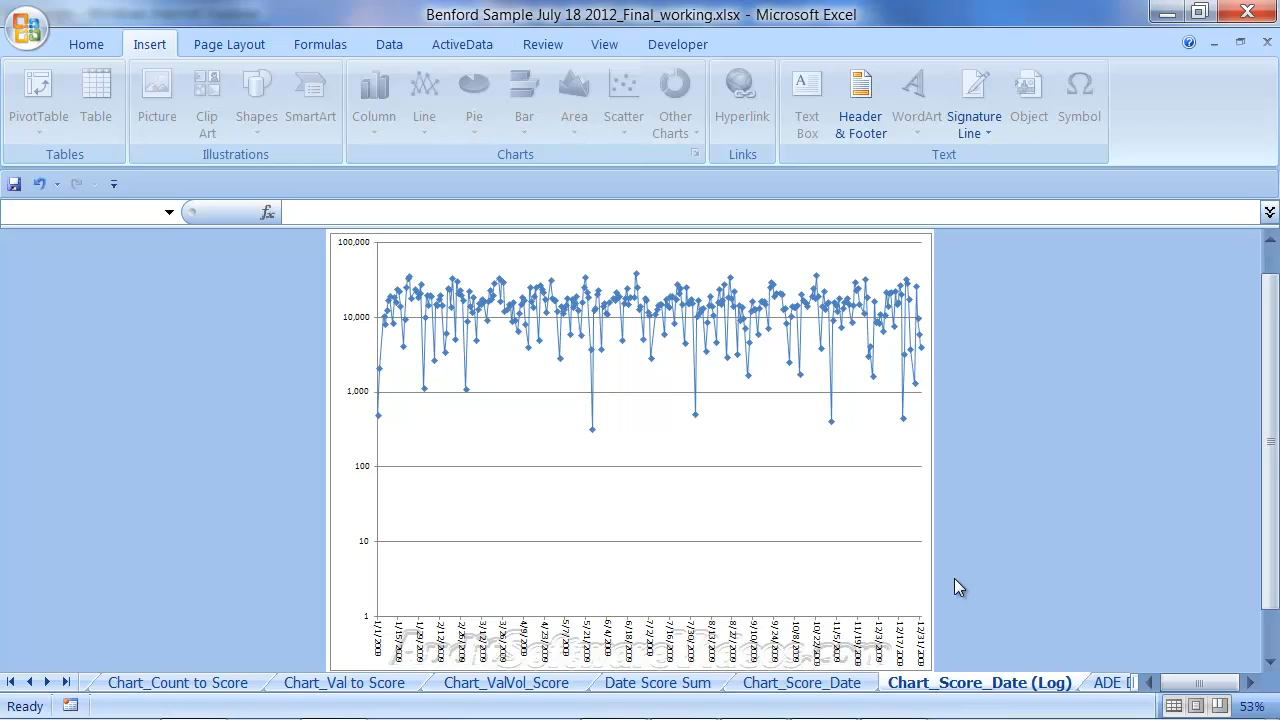 Benford Sample July 18 2012_Final_working.xlsx - Microsoft Excel
Home Insert Page Layout Formulas Data ActiveData Review View Developer
PivotTable Table Picture Clip Art Shapes SmartArt Column Line Pie Bar Area Scatter Other Charts Hyperlink Text Box Header & Footer WordArt Signature Line Object Symbol
Tables Illustrations Charts Links Text
fx
100,000
10,000
1,000
100
10
1
FromSoftwareVideos.com
Chart_Count to Score Chart_Val to Score Chart_ValVol_Score Date Score Sum Chart_Score_Date Chart_Score_Date (Log) ADE
Ready 53%